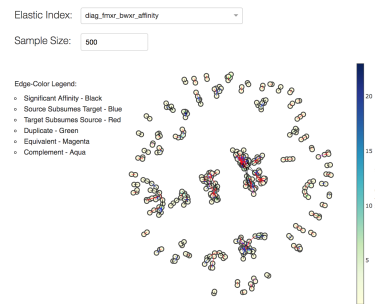 Elastic Index: diag_fmxr_bwxr_affinity
Sample Size: 500
Edge-Color Legend:
Significant Affinity - Black
Source Subsumes Target - Blue
Target Subsumes Source - Red
Duplicate - Green
Equivalent - Magenta
Complement - Aqua
20
15
10
5